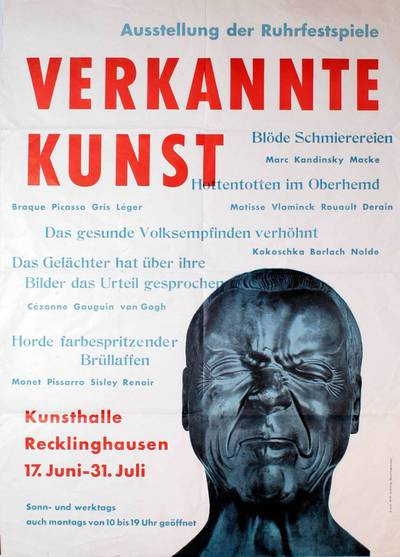 Ausstellung der Ruhrfestspiele
VERKANNTE
KUNST
Blöde Schmierereien
Marc Kandinsky Macke
Hottentotten im Oberhemd
Braque Picasso Gris Léger
Matisse Vlaminck Rouault Derain
Das gesunde Volksempfinden verhöhnt
Kokoschka Barlach Nolde
Das Gelächter hat über ihre
Bilder das Urteil gesprochen
Cézanne Gauguin van Gogh
Horde farbespritzender
Brüllaffen
Monet Pissarro Sisley Renoir
Kunsthalle
Recklinghausen
17. Juni-31. Juli
Sonn- und werktags
auch montags von 10 bis 19 Uhr geöffnet